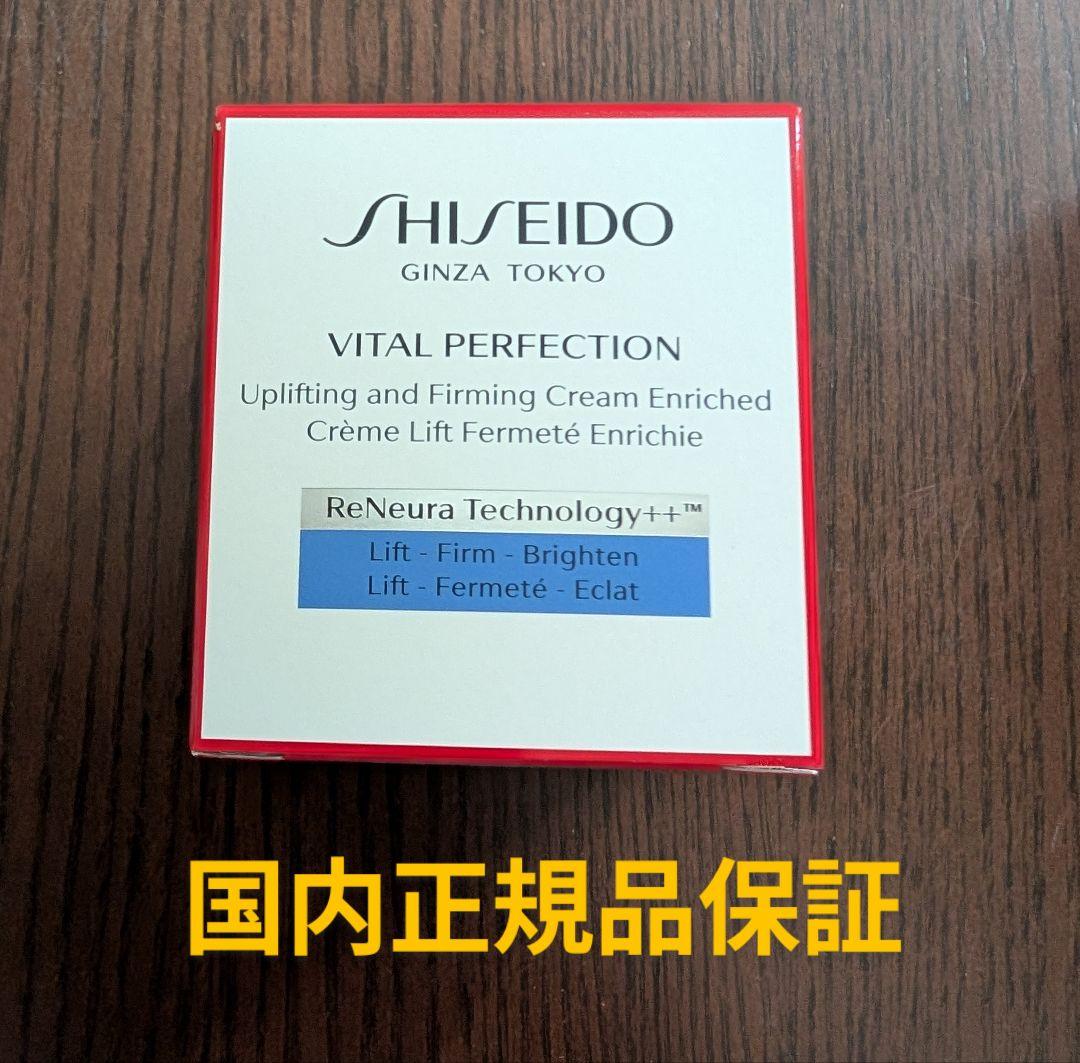 SHISEIDO
GINZA TOKYO
VITAL PERFECTION
Uplifting and Firming Cream Enriched
Crème Lift Fermeté Enrichie
ReNeura Technology++™
Lift - Firm - Brighten
Lift - Fermeté - Eclat
国内正規品保証